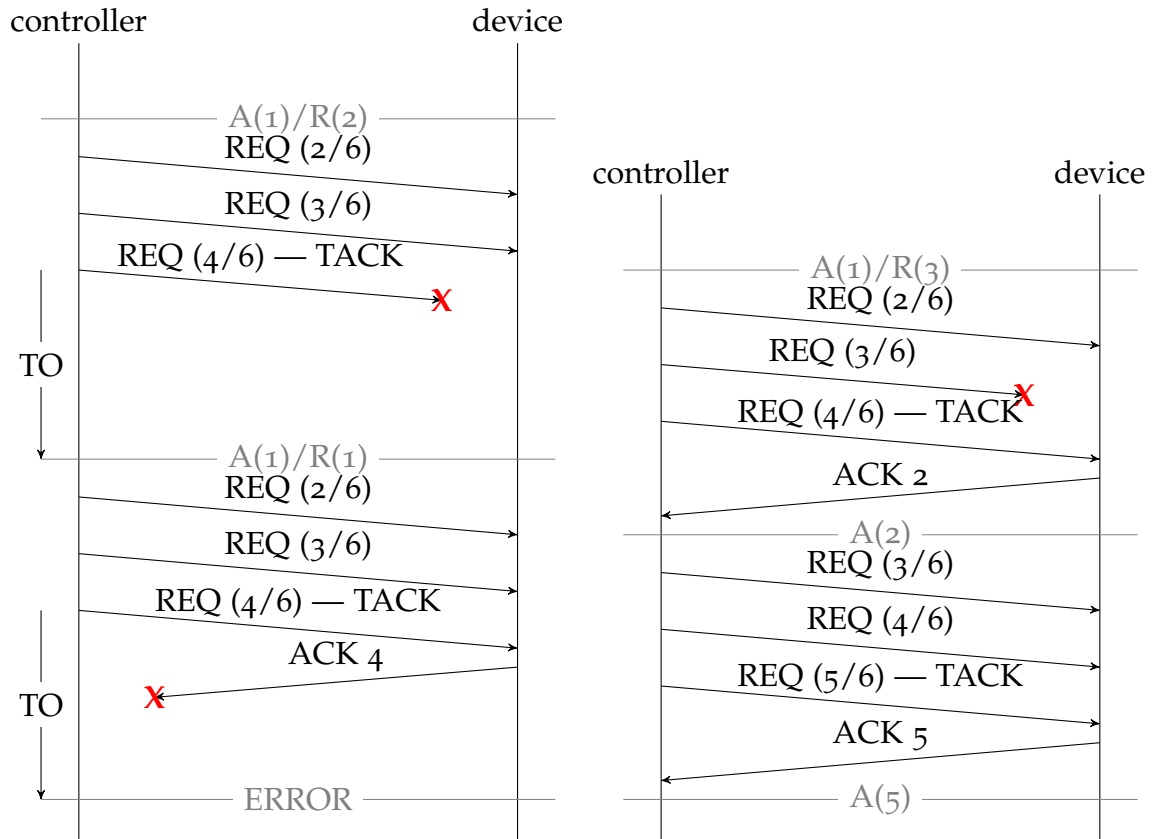 controller
device
A(1)/R(2)
REQ (2/6)
REQ (3/6)
REQ (4/6) — TACK
X
TO
A(1)/R(1)
REQ (2/6)
REQ (3/6)
REQ (4/6) — TACK
ACK 4
X
TO
ERROR
controller
device
A(1)/R(3)
REQ (2/6)
REQ (3/6)
X
REQ (4/6) — TACK
ACK 2
A(2)
REQ (3/6)
REQ (4/6)
REQ (5/6) — TACK
ACK 5
A(5)